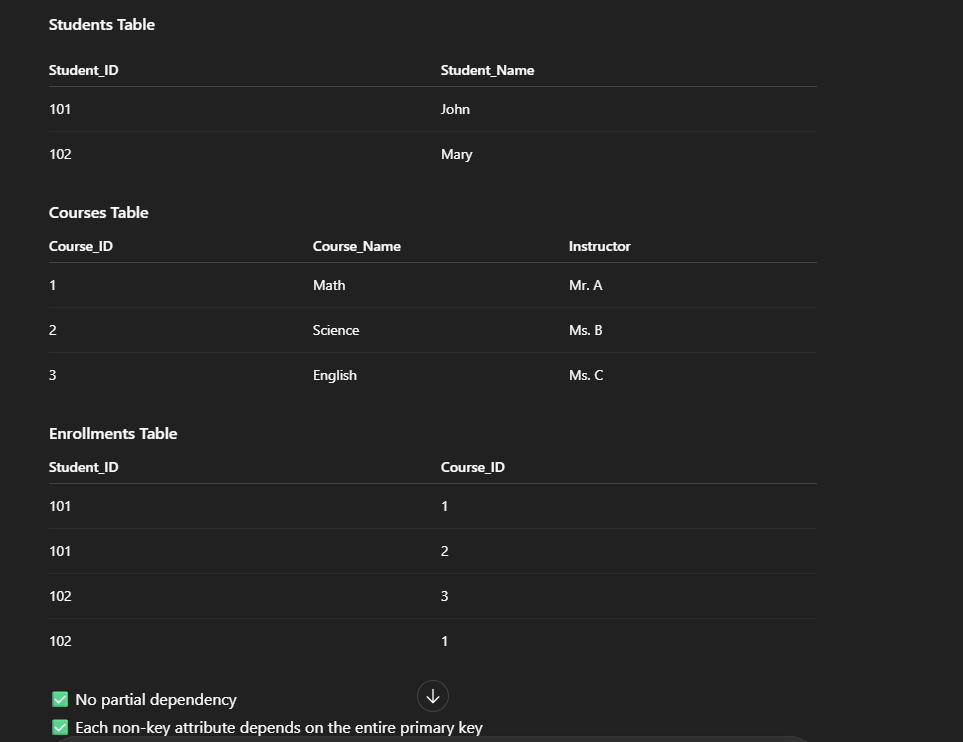 Students Table
Student_ID Student_Name
101 John
102 Mary
Courses Table
Course_ID Course_Name Instructor
1 Math Mr. A
2 Science Ms. B
3 English Ms. C
Enrollments Table
Student_ID Course_ID
101 1
101 2
102 3
102 1
✅ No partial dependency
✅ Each non-key attribute depends on the entire primary key